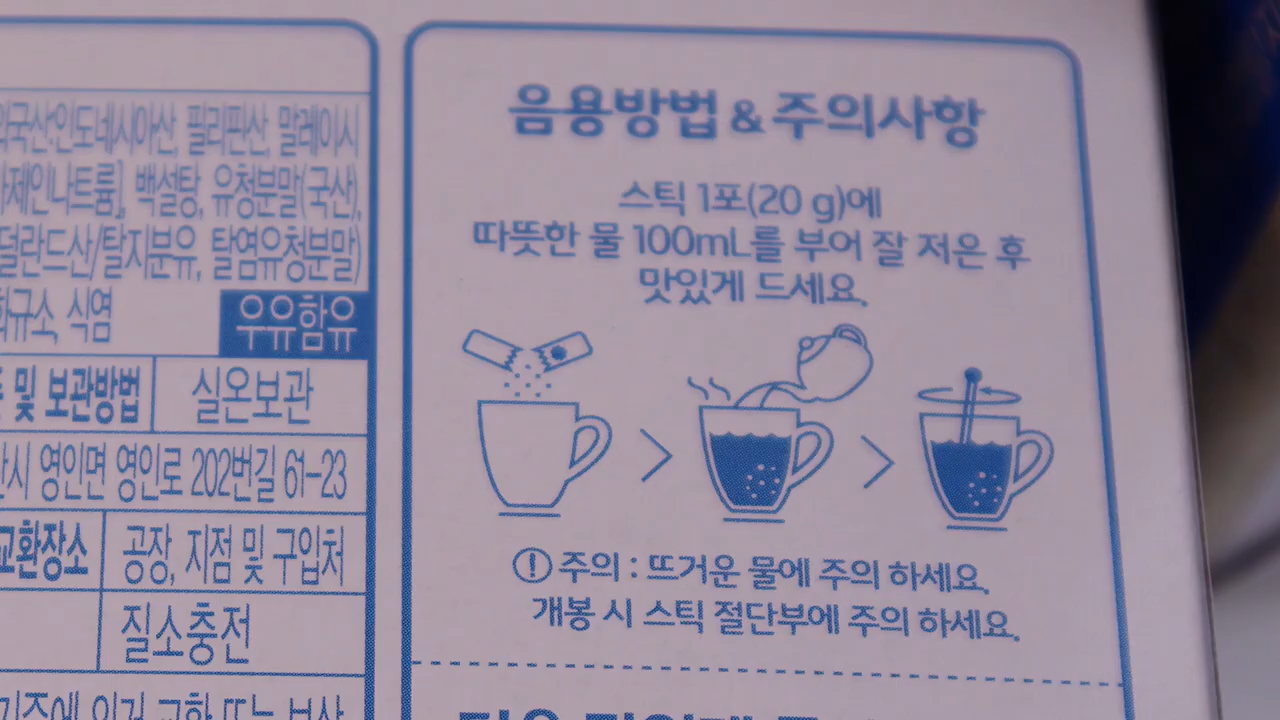 외국산:인도네시아산, 필리핀산, 말레이시
카제인나트륨], 백설탕, 유청분말(국산),
덜란드산/탈지분유, 탈염유청분말)
화규소, 식염
우유함유
및 보관방법 실온보관
시 영인면 영인로 202번길 61-23
교환장소 공장, 지점 및 구입처
질소충전
음용방법 & 주의사항
스틱 1포(20 g)에
따뜻한 물 100mL를 부어 잘 저은 후
맛있게 드세요.
! 주의 : 뜨거운 물에 주의 하세요.
개봉 시 스틱 절단부에 주의 하세요.